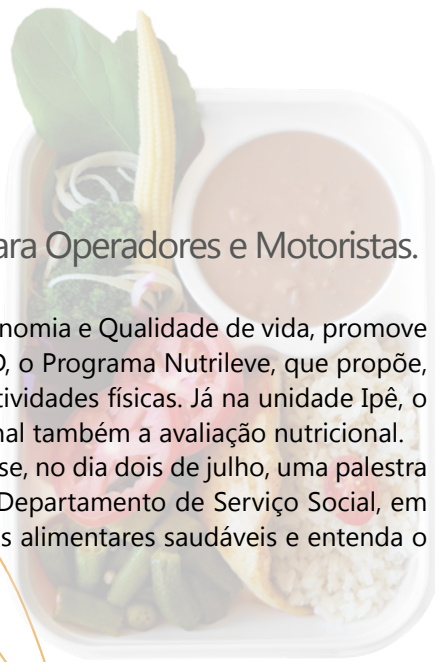 ara Operadores e Motoristas.
nomia e Qualidade de vida, promove
O, o Programa Nutrileve, que propõe,
tividades físicas. Já na unidade Ipê, o
nal também a avaliação nutricional.
se, no dia dois de julho, uma palestra
Departamento de Serviço Social, em
s alimentares saudáveis e entenda o